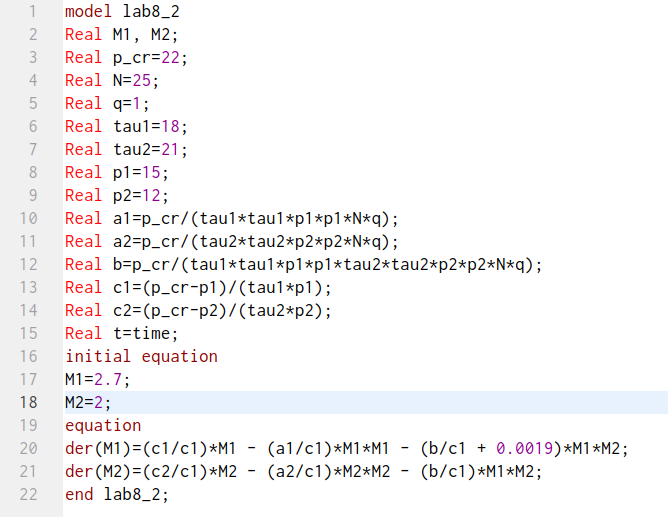 1 model lab8_2
2 Real M1, M2;
3 Real p_cr=22;
4 Real N=25;
5 Real q=1;
6 Real tau1=18;
7 Real tau2=21;
8 Real p1=15;
9 Real p2=12;
10 Real a1=p_cr/(tau1*tau1*p1*p1*N*q);
11 Real a2=p_cr/(tau2*tau2*p2*p2*N*q);
12 Real b=p_cr/(tau1*tau1*p1*p1*tau2*tau2*p2*p2*N*q);
13 Real c1=(p_cr-p1)/(tau1*p1);
14 Real c2=(p_cr-p2)/(tau2*p2);
15 Real t=time;
16 initial equation
17 M1=2.7;
18 M2=2;
19 equation
20 der(M1)=(c1/c1)*M1 - (a1/c1)*M1*M1 - (b/c1 + 0.0019)*M1*M2;
21 der(M2)=(c2/c1)*M2 - (a2/c1)*M2*M2 - (b/c1)*M1*M2;
22 end lab8_2;